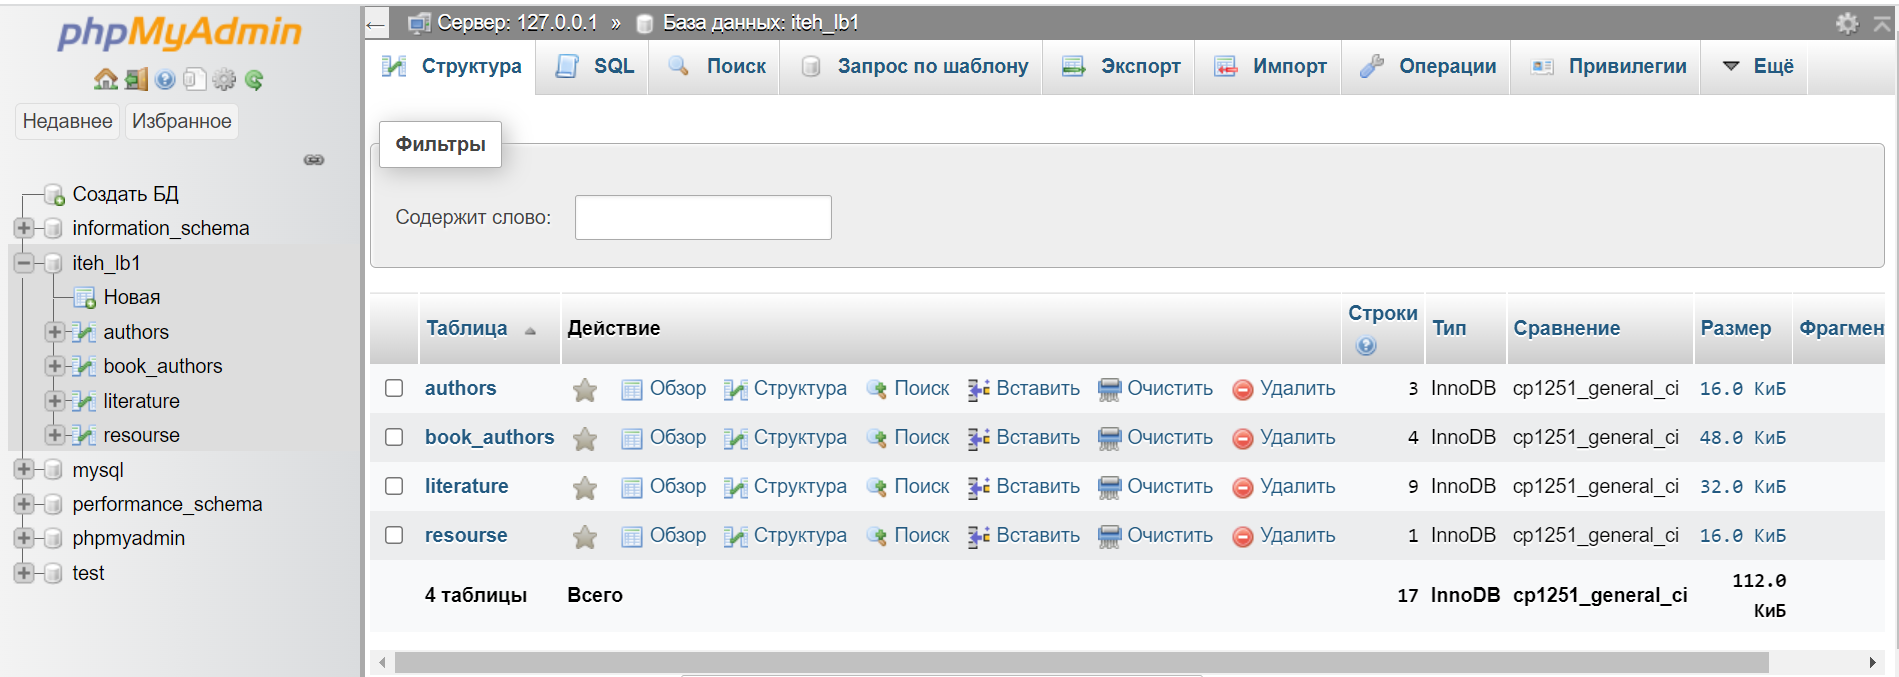 phpMyAdmin
Недавнее Избранное
Создать БД
information_schema
iteh_lb1
Новая
authors
book_authors
literature
resourse
mysql
performance_schema
phpmyadmin
test
Сервер: 127.0.0.1 » База данных: iteh_lb1
Структура SQL Поиск Запрос по шаблону Экспорт Импорт Операции Привилегии Ещё
Фильтры
Содержит слово:
Таблица Действие Строки Тип Сравнение Размер Фрагмен
authors Обзор Структура Поиск Вставить Очистить Удалить 3 InnoDB cp1251_general_ci 16.0 КиБ
book_authors Обзор Структура Поиск Вставить Очистить Удалить 4 InnoDB cp1251_general_ci 48.0 КиБ
literature Обзор Структура Поиск Вставить Очистить Удалить 9 InnoDB cp1251_general_ci 32.0 КиБ
resourse Обзор Структура Поиск Вставить Очистить Удалить 1 InnoDB cp1251_general_ci 16.0 КиБ
4 таблицы Всего 17 InnoDB cp1251_general_ci 112.0
КиБ